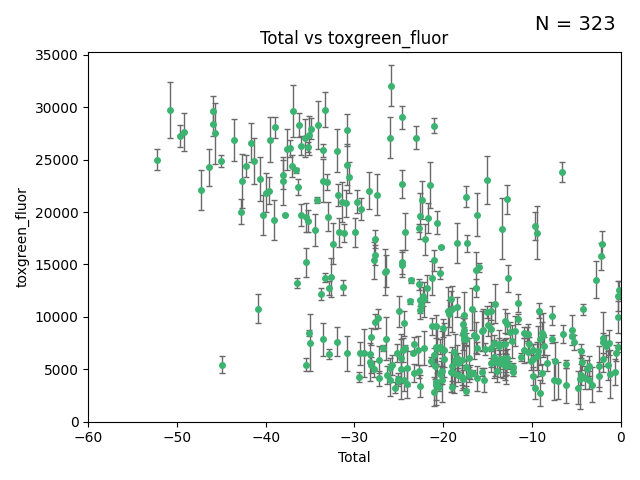 N = 323
Total vs toxgreen_fluor
35000
30000
25000
20000
15000
10000
5000
0
toxgreen_fluor
−60 −50 −40 −30 −20 −10 0
Total